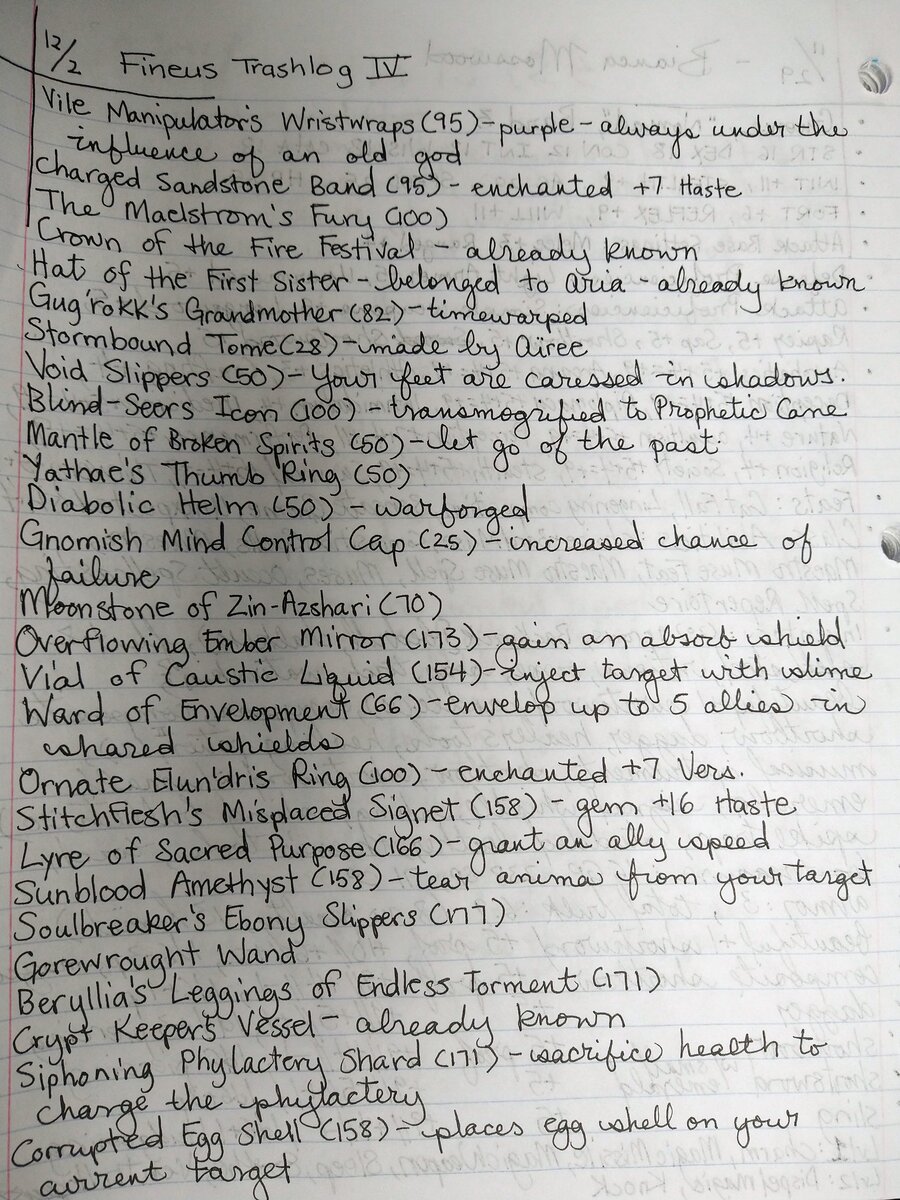 12/2 Fineus Trashlog IV
Vile Manipulator's Wristwraps (95) - purple - always under the
influence of an old god
Charged Sandstone Band (95) - enchanted +7 Haste
The Maelstrom's Fury (100)
Crown of the Fire Festival - already known
Hat of the First Sister - belonged to Aria - already known
Gug'rokk's Grandmother (82) - timewarped
Stormbound Tome (28) - made by Airee
Void Slippers (50) - Your feet are caressed in shadows.
Blind-Seers Icon (100) - transmogrified to Prophetic Cane
Mantle of Broken Spirits (50) - let go of the past.
Yathae's Thumb Ring (50)
Diabolic Helm (50) - warforged
Gnomish Mind Control Cap (25) - increased chance of
failure
Moonstone of Zin-Azshari (70)
Overflowing Ember Mirror (173) - gain an absorb shield
Vial of Caustic Liquid (154) - inject target with slime
Ward of Envelopment (66) - envelop up to 5 allies in
shared shields
Ornate Elun'dris Ring (100) - enchanted +7 Vers.
Stitchflesh's Misplaced Signet (158) - gem +16 Haste
Lyre of Sacred Purpose (166) - grant an ally speed
Sunblood Amethyst (158) - tear anima from your target
Soulbreaker's Ebony Slippers (177)
Gorewrought Wand
Beryllia's Leggings of Endless Torment (171)
Crypt Keeper's Vessel - already known
Siphoning Phylactery Shard (171) - sacrifice health to
charge the phylactery
Corrupted Egg Shell (158) - places egg shell on your
current target